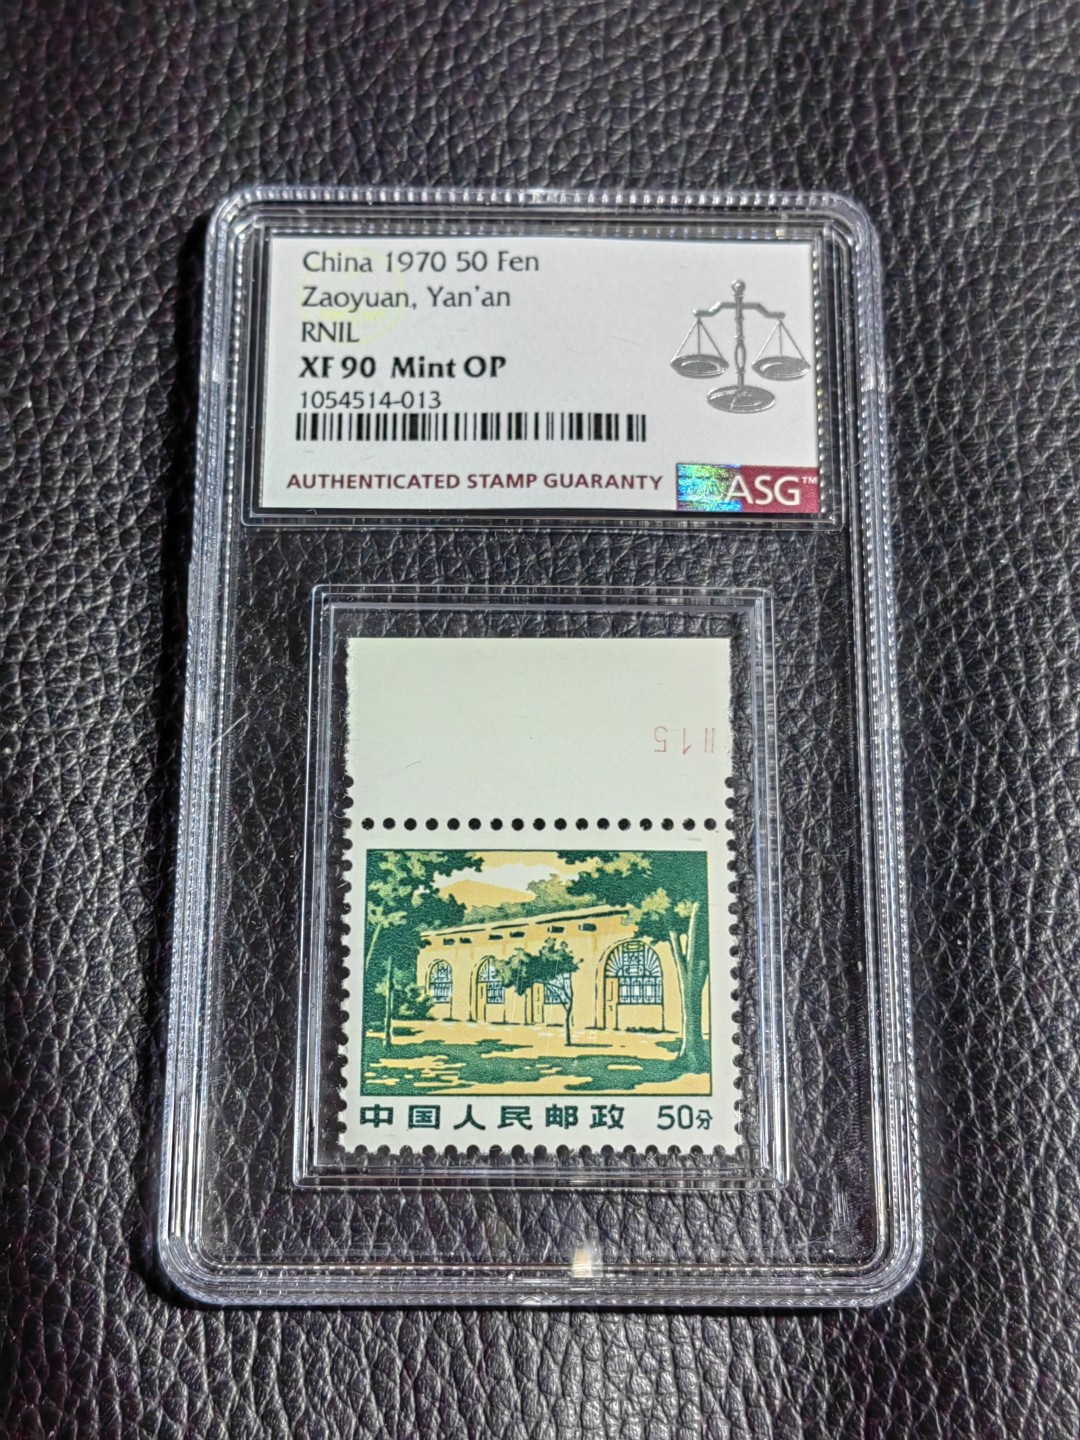 China 1970 50 Fen
Zaoyuan, Yan'an
RNIL
XF 90 Mint OP
1054514-013
AUTHENTICATED STAMP GUARANTY
ASG™
中国人民邮政 50分